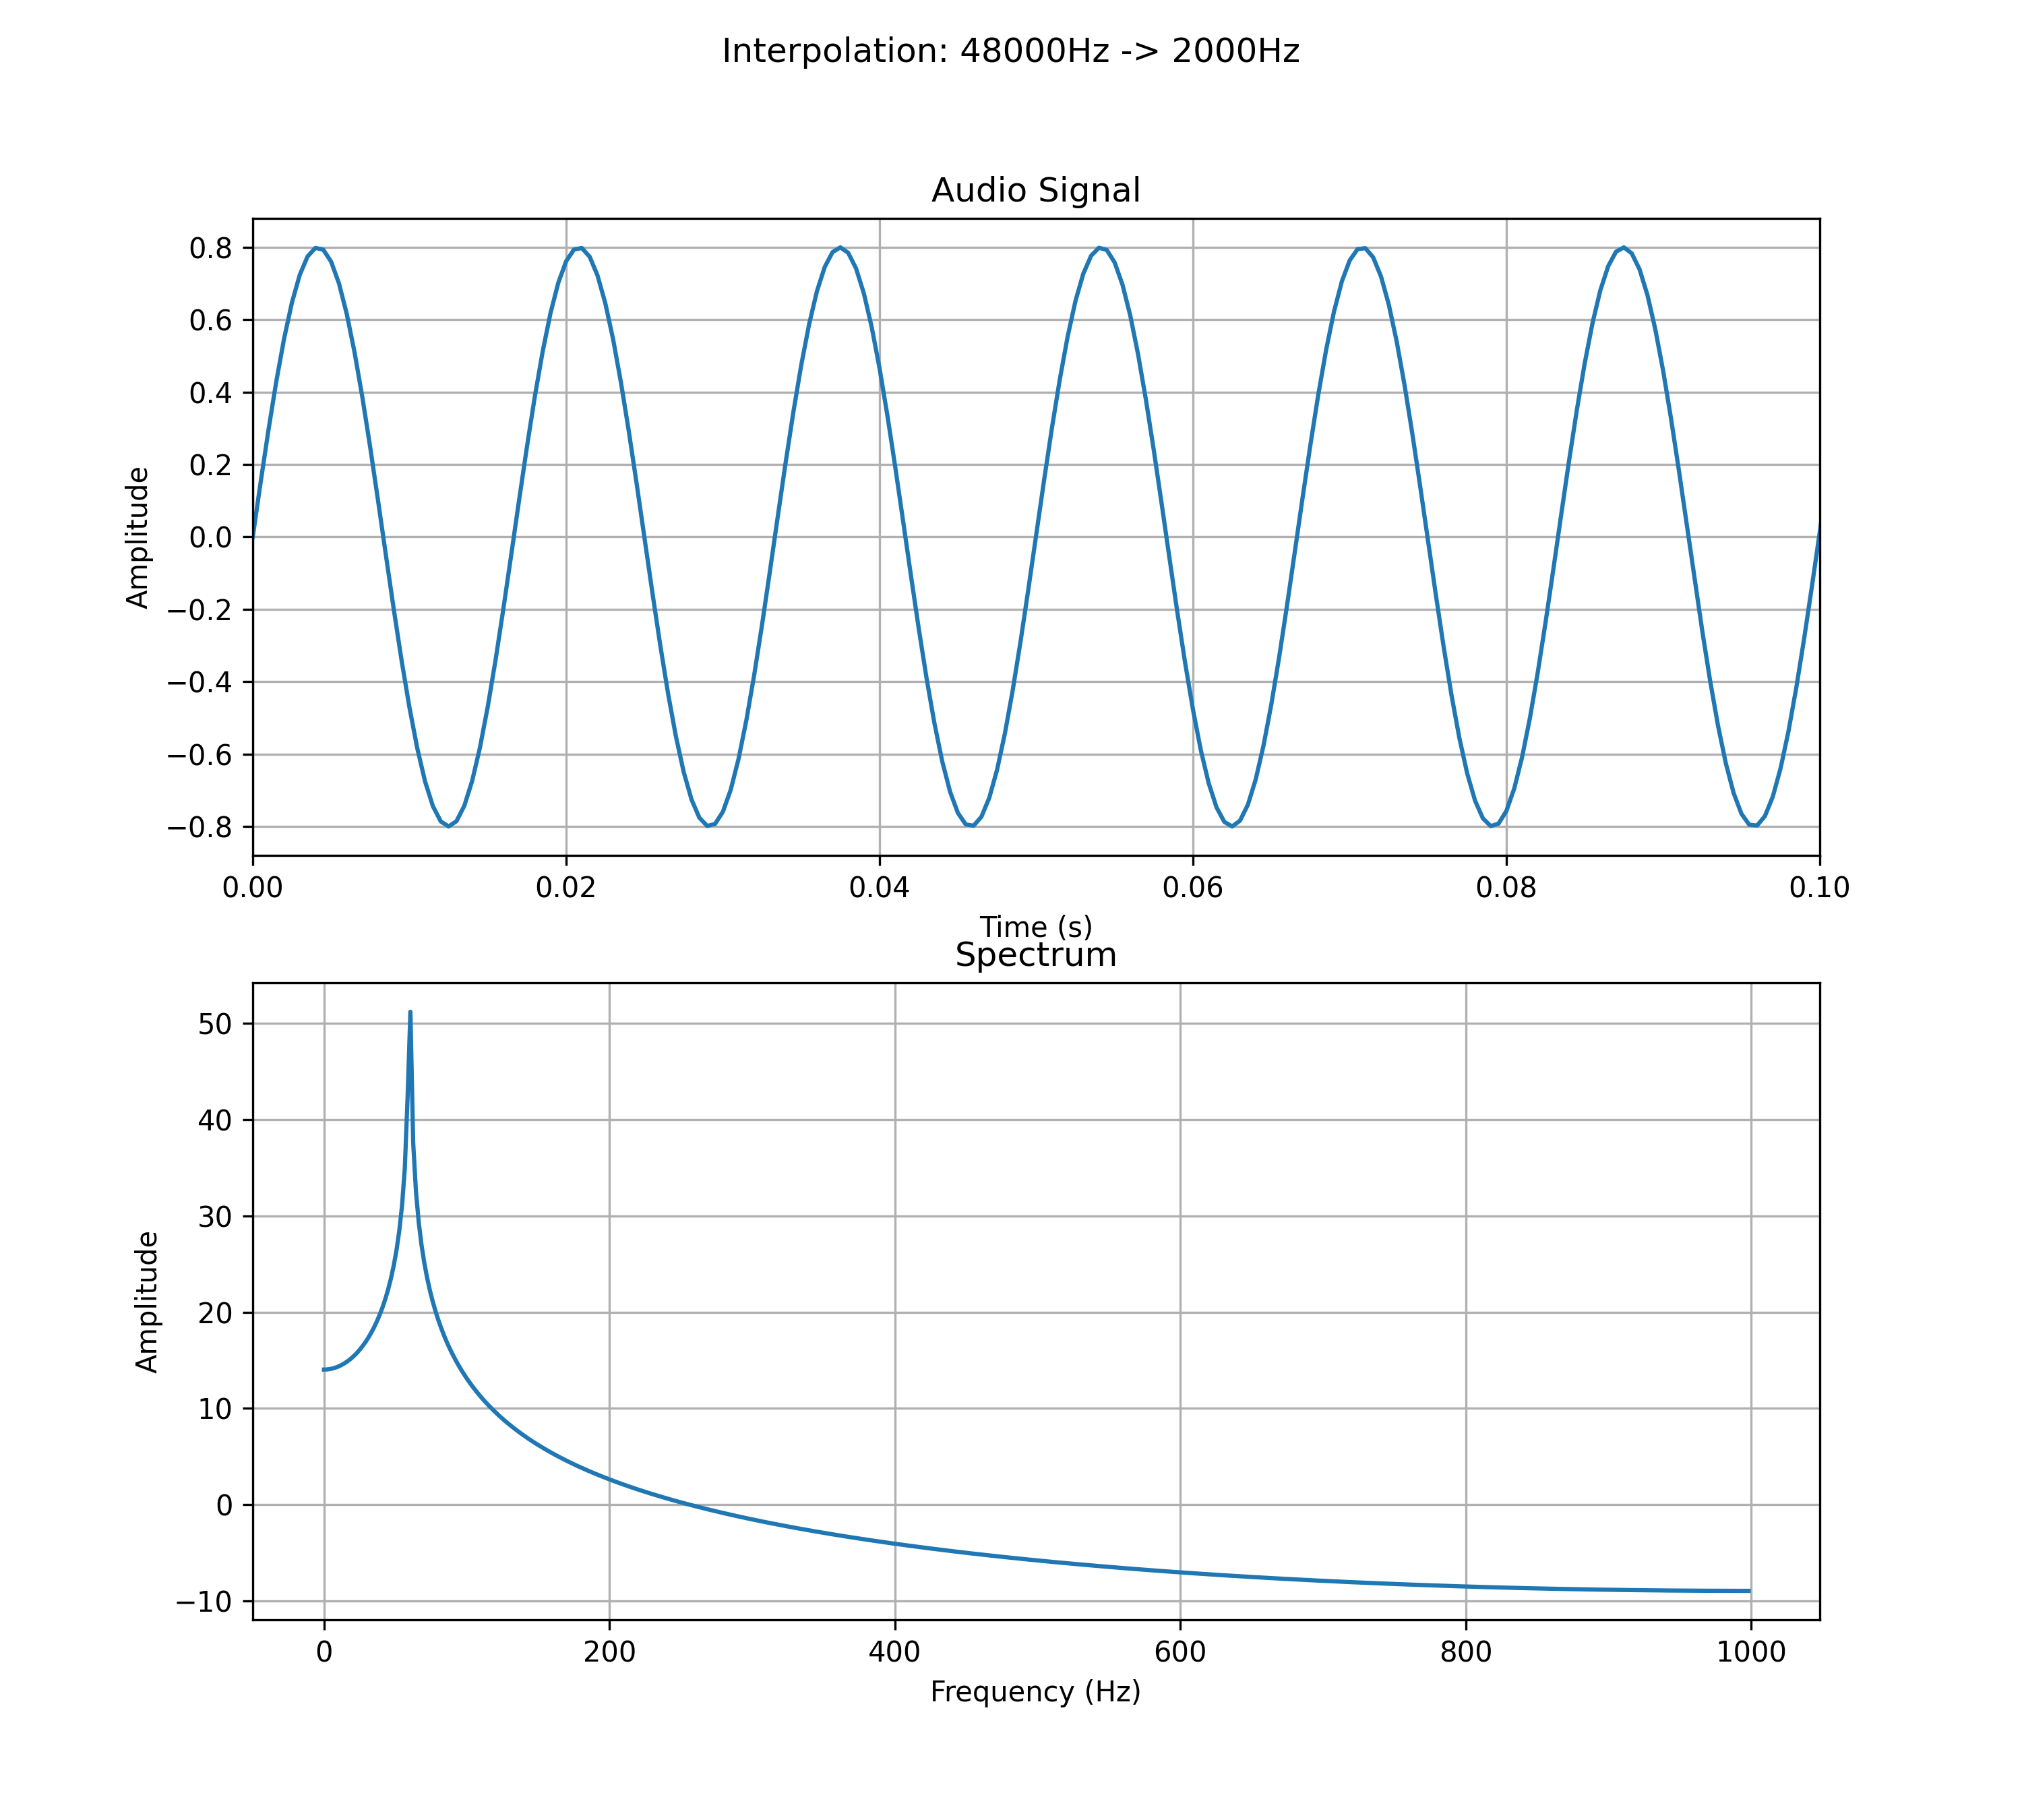 Interpolation: 48000Hz -> 2000Hz
Audio Signal
Amplitude
0.8
0.6
0.4
0.2
0.0
−0.2
−0.4
−0.6
−0.8
0.00 0.02 0.04 0.06 0.08 0.10
Time (s)
Spectrum
Amplitude
50
40
30
20
10
0
−10
0 200 400 600 800 1000
Frequency (Hz)